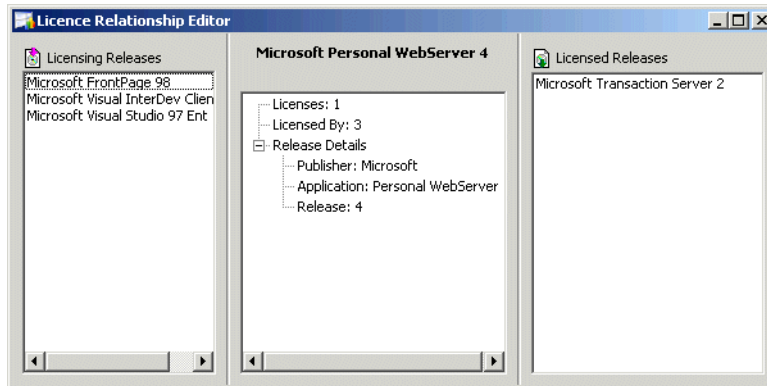 Licence Relationship Editor
Licensing Releases
Microsoft FrontPage 98
Microsoft Visual InterDev Clien
Microsoft Visual Studio 97 Ent
Microsoft Personal WebServer 4
Licenses: 1
Licensed By: 3
Release Details
Publisher: Microsoft
Application: Personal WebServer
Release: 4
Licensed Releases
Microsoft Transaction Server 2